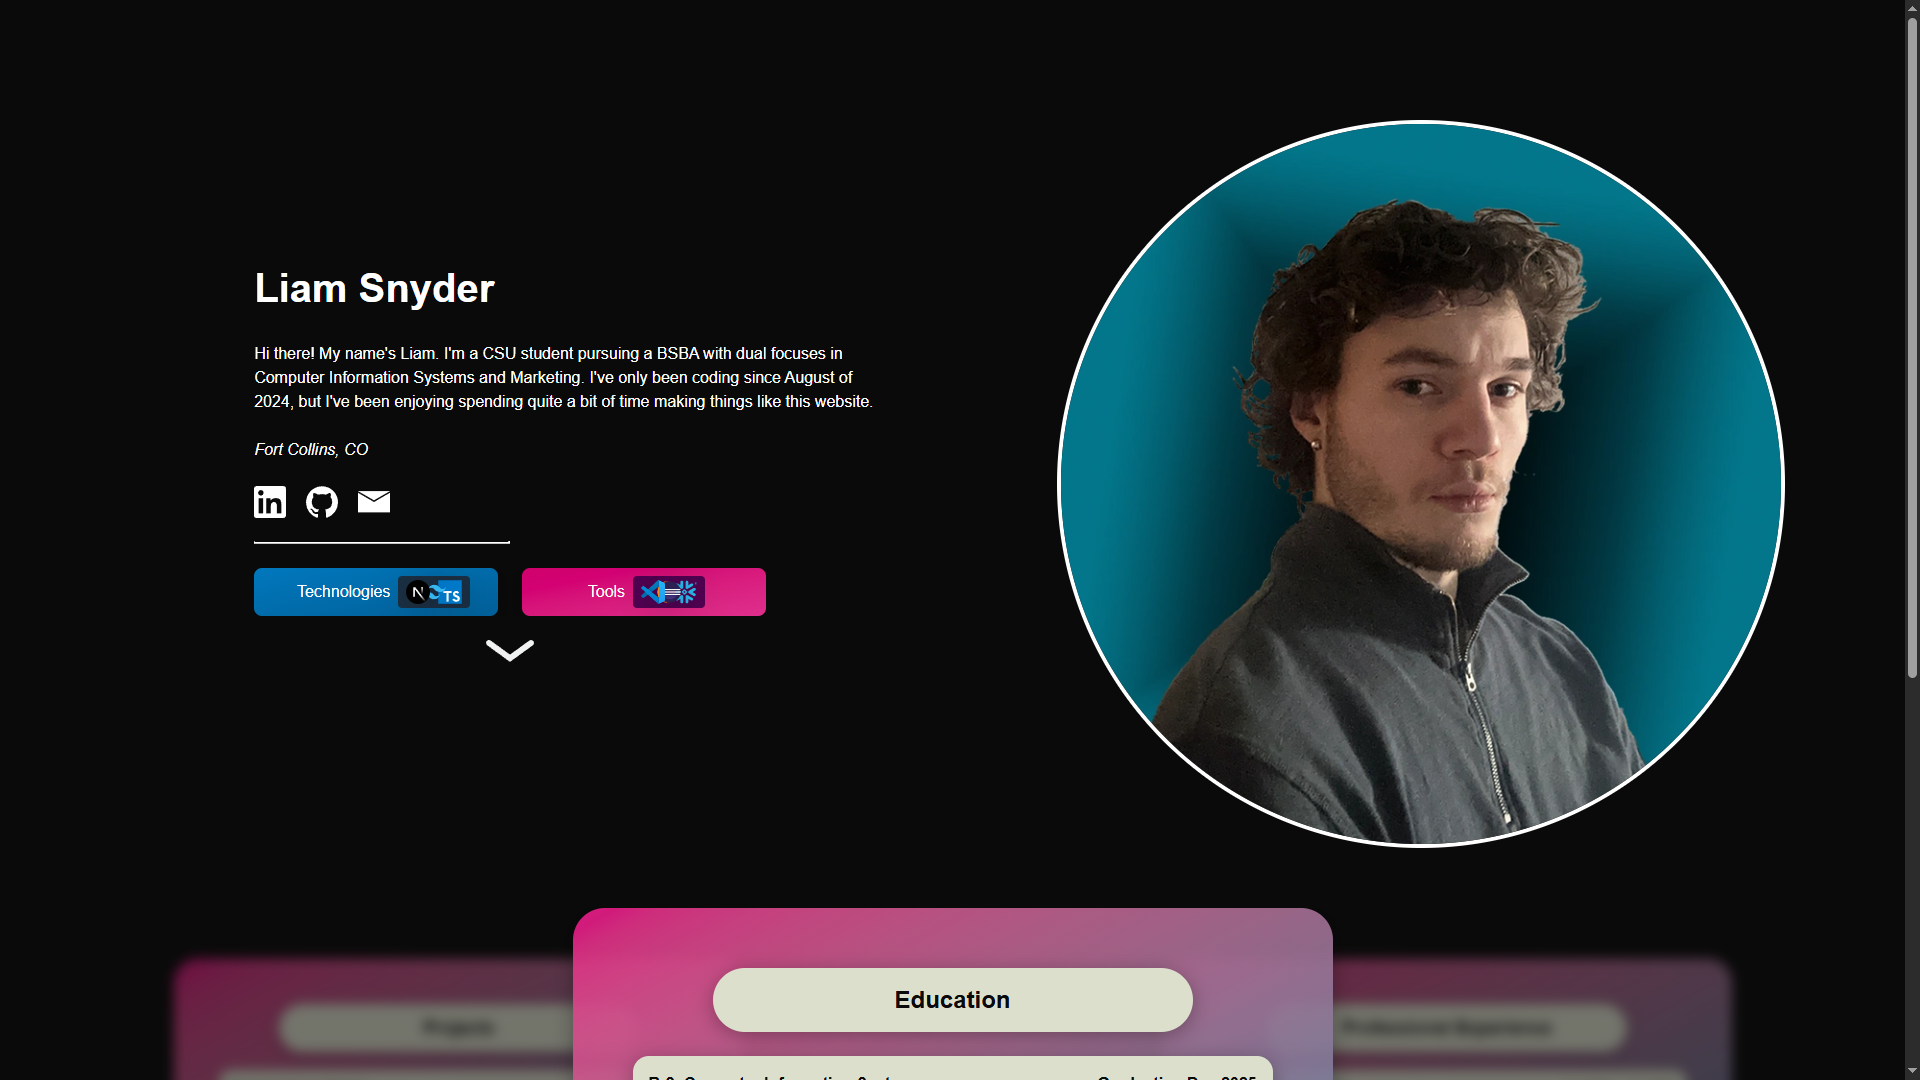 Liam Snyder
Hi there! My name's Liam. I'm a CSU student pursuing a BSBA with dual focuses in
Computer Information Systems and Marketing. I've only been coding since August of
2024, but I've been enjoying spending quite a bit of time making things like this website.
Fort Collins, CO
in
Technologies N TS
Tools
Education
Projects
Professional Experience